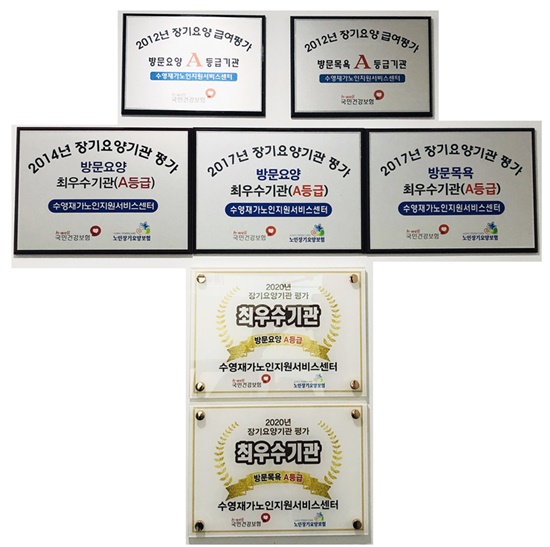 2012년 장기요양 급여평가
방문요양 A 등급기관
수영재가노인지원서비스센터
h-well
국민건강보험
2012년 장기요양 급여평가
방문목욕 A 등급기관
수영재가노인지원서비스센터
h-well
국민건강보험
2014년 장기요양기관 평가
방문요양
최우수기관(A등급)
수영재가노인지원서비스센터
h-well
국민건강보험
노인장기요양보험
2017년 장기요양기관 평가
방문요양
최우수기관(A등급)
수영재가노인지원서비스센터
h-well
국민건강보험
노인장기요양보험
2017년 장기요양기관 평가
방문목욕
최우수기관(A등급)
수영재가노인지원서비스센터
h-well
국민건강보험
노인장기요양보험
2020년
장기요양기관 평가
최우수기관
방문요양 A등급
수영재가노인지원서비스센터
h-well
국민건강보험
노인장기요양보험
2020년
장기요양기관 평가
최우수기관
방문목욕 A등급
수영재가노인지원서비스센터
h-well
국민건강보험
노인장기요양보험